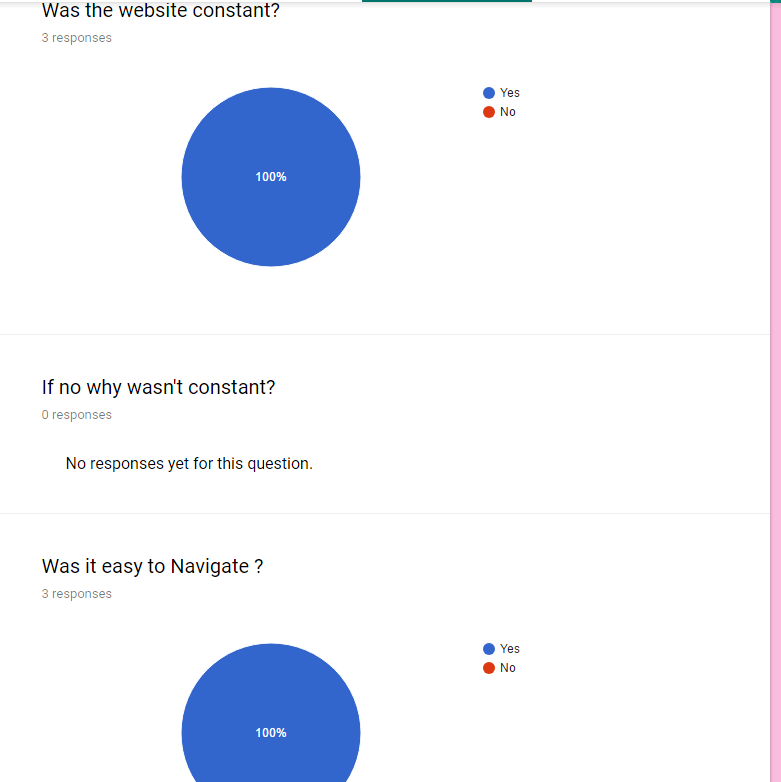 Was the website constant?
3 responses
Yes
No
100%
If no why wasn't constant?
0 responses
No responses yet for this question.
Was it easy to Navigate ?
3 responses
Yes
No
100%